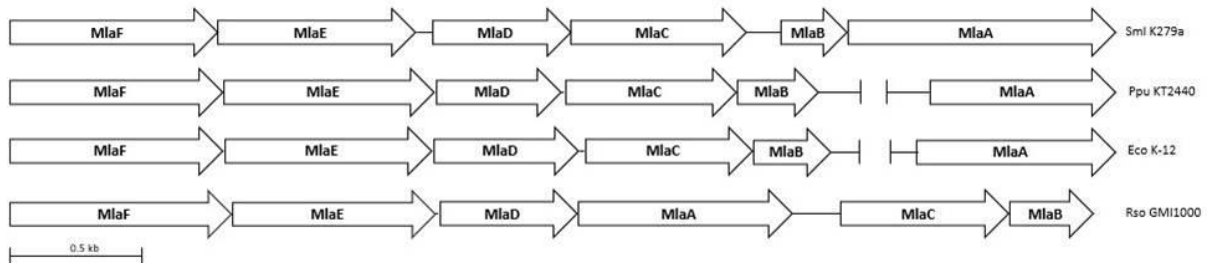 MlaF MlaE MlaD MlaC MlaB MlaA Sml K279a
MlaF MlaE MlaD MlaC MlaB MlaA Ppu KT2440
MlaF MlaE MlaD MlaC MlaB MlaA Eco K-12
MlaF MlaE MlaD MlaA MlaC MlaB Rso GMI1000
0.5 kb